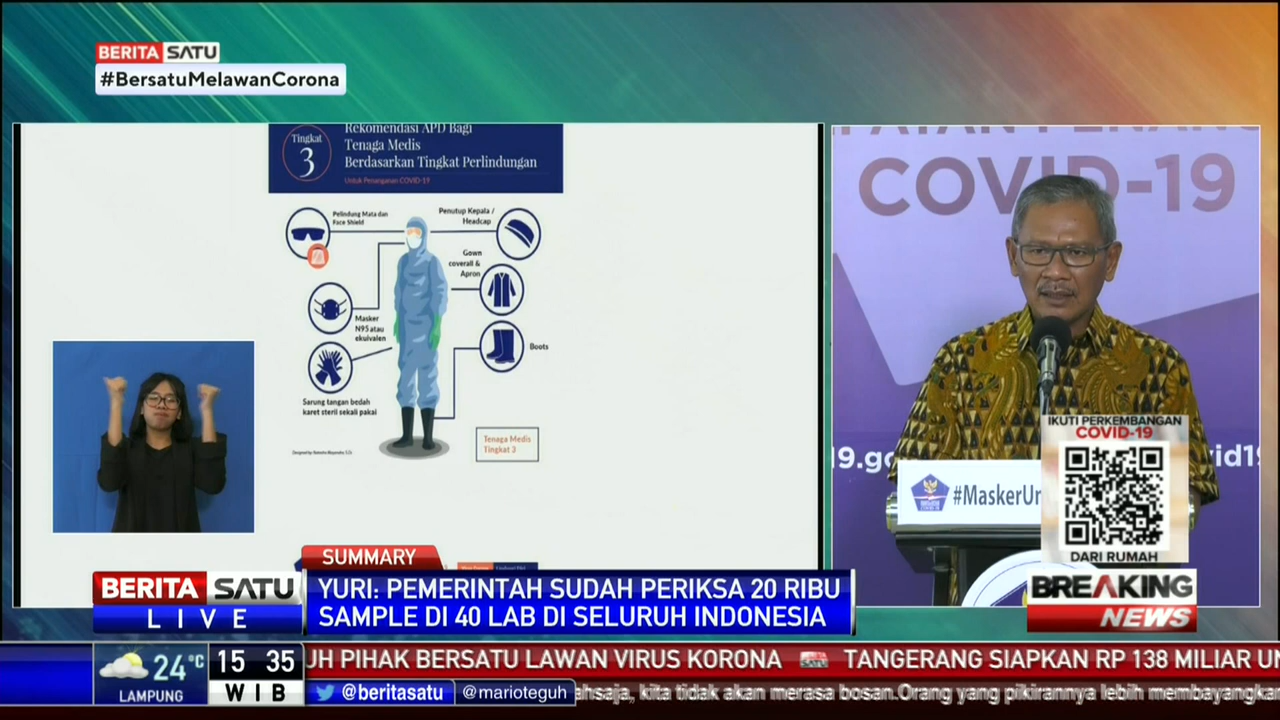 BERITA SATU
#BersatuMelawanCorona
Tingkat
3
Rekomendasi APD Bagi
Tenaga Medis
Berdasarkan Tingkat Perlindungan
Untuk Penanganan COVID-19
Pelindung Mata dan
Face Shield
Penutup Kepala /
Headcap
Gown
coverall &
Apron
Masker
N95 atau
ekuivalen
Boots
Sarung tangan bedah
karet steril sekali pakai
Tenaga Medis
Tingkat 3
COVID-19
19.go
vid19
#MaskerUn
IKUTI PERKEMBANGAN
COVID-19
DARI RUMAH
SUMMARY
BERITA SATU
LIVE
YURI: PEMERINTAH SUDAH PERIKSA 20 RIBU
SAMPLE DI 40 LAB DI SELURUH INDONESIA
BREAKING
NEWS
24°C
LAMPUNG
15 35
WIB
UH PIHAK BERSATU LAWAN VIRUS KORONA
TANGERANG SIAPKAN RP 138 MILIAR UN
@beritasatu
@marioteguh
ahsaja, kita tidak akan merasa bosan.Orang yang pikirannya lebih membayangkan